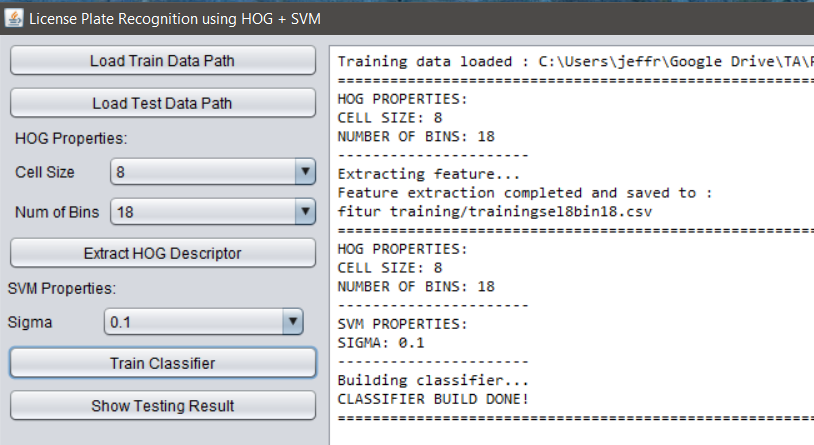 License Plate Recognition using HOG + SVM
Load Train Data Path
Load Test Data Path
HOG Properties:
Cell Size 8
Num of Bins 18
Extract HOG Descriptor
SVM Properties:
Sigma 0.1
Train Classifier
Show Testing Result
Training data loaded : C:\Users\jeffr\Google Drive\TA\
==================================================
HOG PROPERTIES:
CELL SIZE: 8
NUMBER OF BINS: 18
-----------------------
Extracting feature...
Feature extraction completed and saved to :
fitur training/trainingsel8bin18.csv
==================================================
HOG PROPERTIES:
CELL SIZE: 8
NUMBER OF BINS: 18
-----------------------
SVM PROPERTIES:
SIGMA: 0.1
-----------------------
Building classifier...
CLASSIFIER BUILD DONE!
==================================================